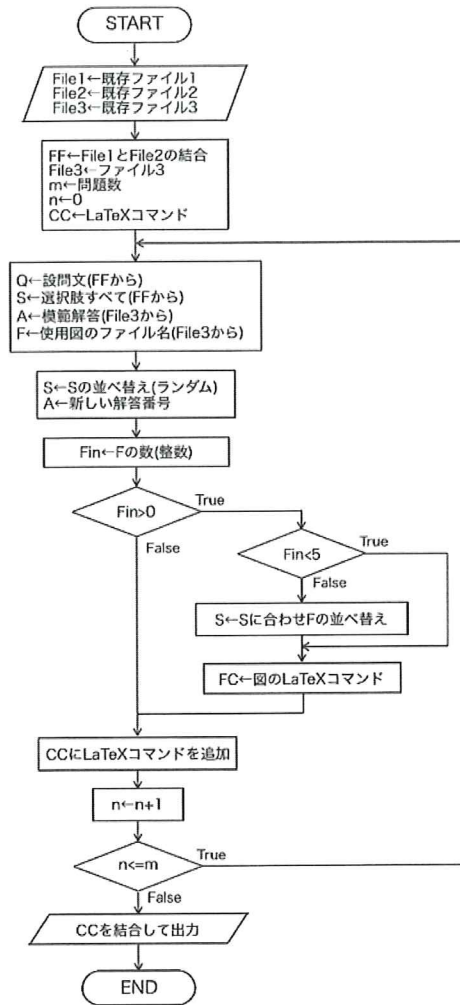 START
File1←既存ファイル1
File2←既存ファイル2
File3←既存ファイル3
FF←File1とFile2の結合
File3←ファイル3
m←問題数
n←0
CC←LaTeXコマンド
Q←設問文(FFから)
S←選択肢すべて(FFから)
A←模範解答(File3から)
F←使用図のファイル名(File3から)
S←Sの並べ替え(ランダム)
A←新しい解答番号
Fin←Fの数(整数)
Fin>0
True
False
Fin<5
True
False
S←Sに合わせFの並べ替え
FC←図のLaTeXコマンド
CCにLaTeXコマンドを追加
n←n+1
n<=m
True
False
CCを結合して出力
END